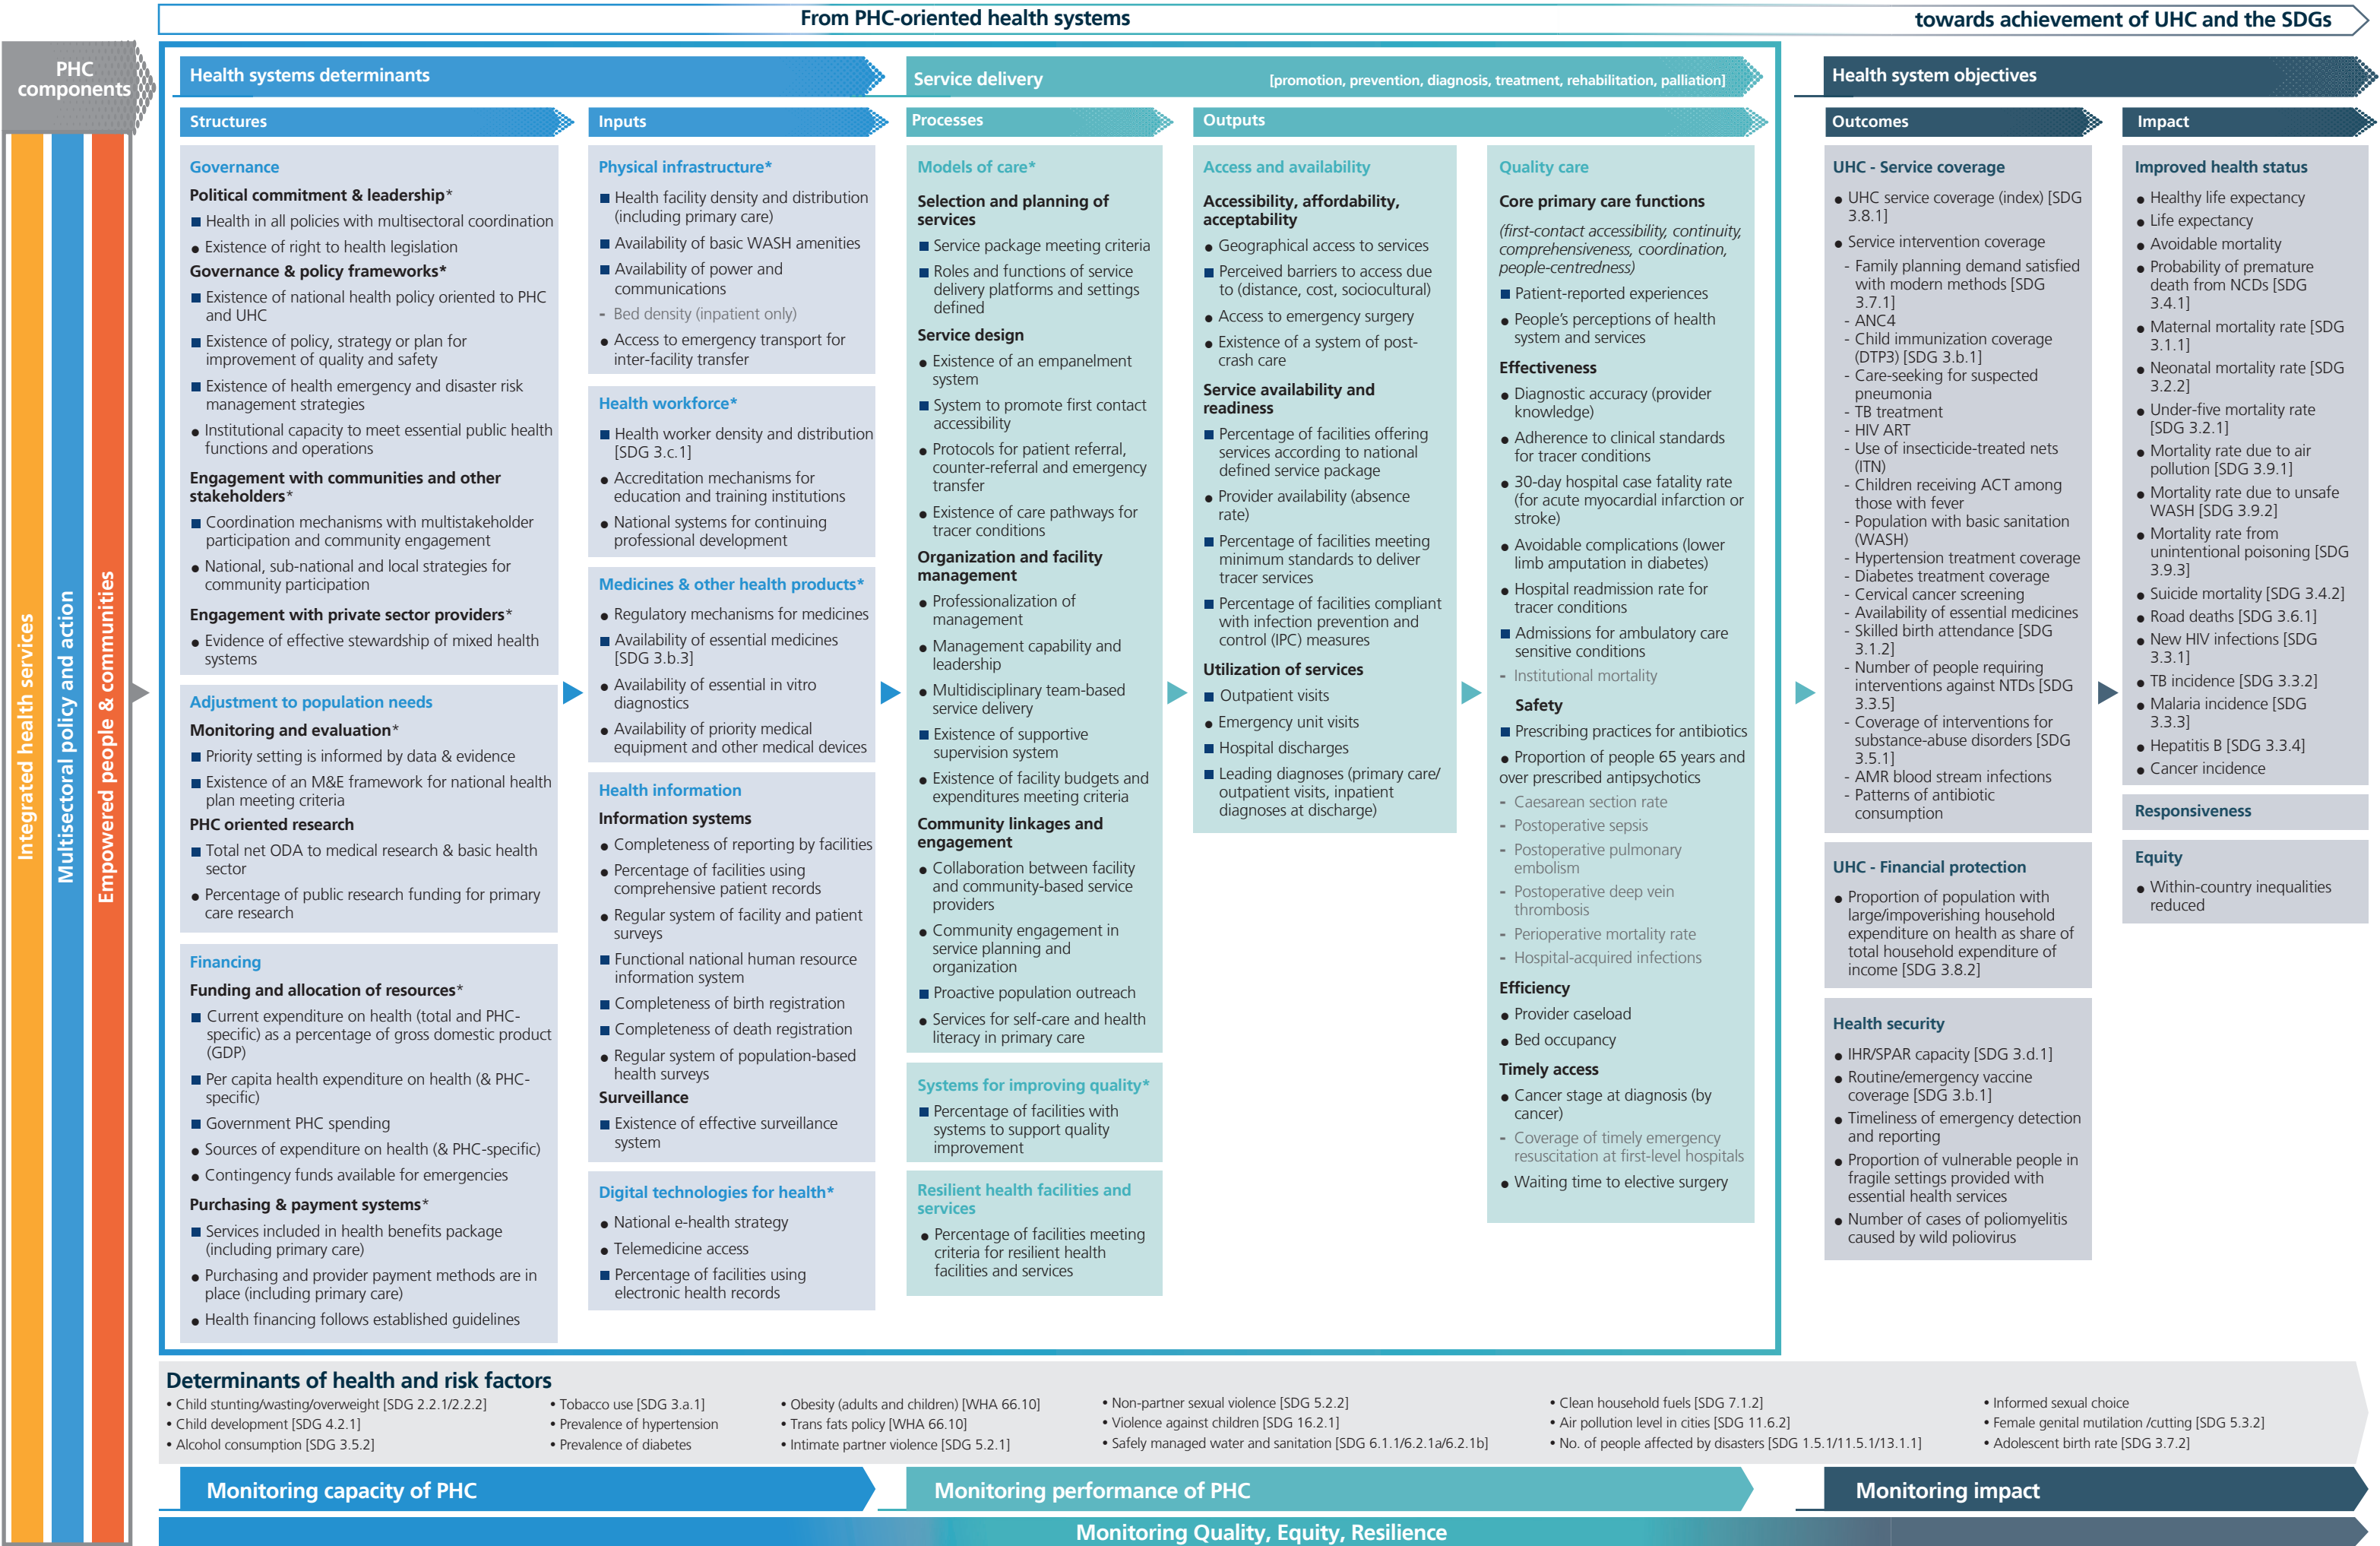 From PHC-oriented health systems
towards achievement of UHC and the SDGs
PHC
components
Integrated health services
Multisectoral policy and action
Empowered people & communities
Health systems determinants
Structures
Governance
Political commitment & leadership*
Health in all policies with multisectoral coordination
Existence of right to health legislation
Governance & policy frameworks*
Existence of national health policy oriented to PHC
and UHC
Existence of policy, strategy or plan for
improvement of quality and safety
Existence of health emergency and disaster risk
management strategies
Institutional capacity to meet essential public health
functions and operations
Engagement with communities and other
stakeholders*
Coordination mechanisms with multistakeholder
participation and community engagement
National, sub-national and local strategies for
community participation
Engagement with private sector providers*
Evidence of effective stewardship of mixed health
systems
Adjustment to population needs
Monitoring and evaluation*
Priority setting is informed by data & evidence
Existence of an M&E framework for national health
plan meeting criteria
PHC oriented research
Total net ODA to medical research & basic health
sector
Percentage of public research funding for primary
care research
Financing
Funding and allocation of resources*
Current expenditure on health (total and PHC-
specific) as a percentage of gross domestic product
(GDP)
Per capita health expenditure on health (& PHC-
specific)
Government PHC spending
Sources of expenditure on health (& PHC-specific)
Contingency funds available for emergencies
Purchasing & payment systems*
Services included in health benefits package
(including primary care)
Purchasing and provider payment methods are in
place (including primary care)
Health financing follows established guidelines
Inputs
Physical infrastructure*
Health facility density and distribution
(including primary care)
Availability of basic WASH amenities
Availability of power and
communications
- Bed density (inpatient only)
Access to emergency transport for
inter-facility transfer
Health workforce*
Health worker density and distribution
[SDG 3.c.1]
Accreditation mechanisms for
education and training institutions
National systems for continuing
professional development
Medicines & other health products*
Regulatory mechanisms for medicines
Availability of essential medicines
[SDG 3.b.3]
Availability of essential in vitro
diagnostics
Availability of priority medical
equipment and other medical devices
Health information
Information systems
Completeness of reporting by facilities
Percentage of facilities using
comprehensive patient records
Regular system of facility and patient
surveys
Functional national human resource
information system
Completeness of birth registration
Completeness of death registration
Regular system of population-based
health surveys
Surveillance
Existence of effective surveillance
system
Digital technologies for health*
National e-health strategy
Telemedicine access
Percentage of facilities using
electronic health records
Service delivery
[promotion, prevention, diagnosis, treatment, rehabilitation, palliation]
Processes
Models of care*
Selection and planning of
services
Service package meeting criteria
Roles and functions of service
delivery platforms and settings
defined
Service design
Existence of an empanelment
system
System to promote first contact
accessibility
Protocols for patient referral,
counter-referral and emergency
transfer
Existence of care pathways for
tracer conditions
Organization and facility
management
Professionalization of
management
Management capability and
leadership
Multidisciplinary team-based
service delivery
Existence of supportive
supervision system
Existence of facility budgets and
expenditures meeting criteria
Community linkages and
engagement
Collaboration between facility
and community-based service
providers
Community engagement in
service planning and
organization
Proactive population outreach
Services for self-care and health
literacy in primary care
Systems for improving quality*
Percentage of facilities with
systems to support quality
improvement
Resilient health facilities and
services
Percentage of facilities meeting
criteria for resilient health
facilities and services
Outputs
Access and availability
Accessibility, affordability,
acceptability
Geographical access to services
Perceived barriers to access due
to (distance, cost, sociocultural)
Access to emergency surgery
Existence of a system of post-
crash care
Service availability and
readiness
Percentage of facilities offering
services according to national
defined service package
Provider availability (absence
rate)
Percentage of facilities meeting
minimum standards to deliver
tracer services
Percentage of facilities compliant
with infection prevention and
control (IPC) measures
Utilization of services
Outpatient visits
Emergency unit visits
Hospital discharges
Leading diagnoses (primary care/
outpatient visits, inpatient
diagnoses at discharge)
Quality care
Core primary care functions
(first-contact accessibility, continuity,
comprehensiveness, coordination,
people-centredness)
Patient-reported experiences
People's perceptions of health
system and services
Effectiveness
Diagnostic accuracy (provider
knowledge)
Adherence to clinical standards
for tracer conditions
30-day hospital case fatality rate
(for acute myocardial infarction or
stroke)
Avoidable complications (lower
limb amputation in diabetes)
Hospital readmission rate for
tracer conditions
Admissions for ambulatory care
sensitive conditions
- Institutional mortality
Safety
Prescribing practices for antibiotics
Proportion of people 65 years and
over prescribed antipsychotics
- Caesarean section rate
- Postoperative sepsis
- Postoperative pulmonary
embolism
- Postoperative deep vein
thrombosis
- Perioperative mortality rate
- Hospital-acquired infections
Efficiency
Provider caseload
Bed occupancy
Timely access
Cancer stage at diagnosis (by
cancer)
- Coverage of timely emergency
resuscitation at first-level hospitals
Waiting time to elective surgery
Health system objectives
Outcomes
UHC - Service coverage
UHC service coverage (index) [SDG
3.8.1]
Service intervention coverage
- Family planning demand satisfied
with modern methods [SDG
3.7.1]
- ANC4
- Child immunization coverage
(DTP3) [SDG 3.b.1]
- Care-seeking for suspected
pneumonia
- TB treatment
- HIV ART
- Use of insecticide-treated nets
(ITN)
- Children receiving ACT among
those with fever
- Population with basic sanitation
(WASH)
- Hypertension treatment coverage
- Diabetes treatment coverage
- Cervical cancer screening
- Availability of essential medicines
- Skilled birth attendance [SDG
3.1.2]
- Number of people requiring
interventions against NTDs [SDG
3.3.5]
- Coverage of interventions for
substance-abuse disorders [SDG
3.5.1]
- AMR blood stream infections
- Patterns of antibiotic
consumption
UHC - Financial protection
Proportion of population with
large/impoverishing household
expenditure on health as share of
total household expenditure of
income [SDG 3.8.2]
Health security
IHR/SPAR capacity [SDG 3.d.1]
Routine/emergency vaccine
coverage [SDG 3.b.1]
Timeliness of emergency detection
and reporting
Proportion of vulnerable people in
fragile settings provided with
essential health services
Number of cases of poliomyelitis
caused by wild poliovirus
Impact
Improved health status
Healthy life expectancy
Life expectancy
Avoidable mortality
Probability of premature
death from NCDs [SDG
3.4.1]
Maternal mortality rate [SDG
3.1.1]
Neonatal mortality rate [SDG
3.2.2]
Under-five mortality rate
[SDG 3.2.1]
Mortality rate due to air
pollution [SDG 3.9.1]
Mortality rate due to unsafe
WASH [SDG 3.9.2]
Mortality rate from
unintentional poisoning [SDG
3.9.3]
Suicide mortality [SDG 3.4.2]
Road deaths [SDG 3.6.1]
New HIV infections [SDG
3.3.1]
TB incidence [SDG 3.3.2]
Malaria incidence [SDG
3.3.3]
Hepatitis B [SDG 3.3.4]
Cancer incidence
Responsiveness
Equity
Within-country inequalities
reduced
Determinants of health and risk factors
• Child stunting/wasting/overweight [SDG 2.2.1/2.2.2]
• Child development [SDG 4.2.1]
• Alcohol consumption [SDG 3.5.2]
• Tobacco use [SDG 3.a.1]
• Prevalence of hypertension
• Prevalence of diabetes
• Obesity (adults and children) [WHA 66.10]
• Trans fats policy [WHA 66.10]
• Intimate partner violence [SDG 5.2.1]
• Non-partner sexual violence [SDG 5.2.2]
• Violence against children [SDG 16.2.1]
• Safely managed water and sanitation [SDG 6.1.1/6.2.1a/6.2.1b]
• Clean household fuels [SDG 7.1.2]
• Air pollution level in cities [SDG 11.6.2]
• No. of people affected by disasters [SDG 1.5.1/11.5.1/13.1.1]
• Informed sexual choice
• Female genital mutilation /cutting [SDG 5.3.2]
• Adolescent birth rate [SDG 3.7.2]
Monitoring capacity of PHC
Monitoring performance of PHC
Monitoring impact
Monitoring Quality, Equity, Resilience